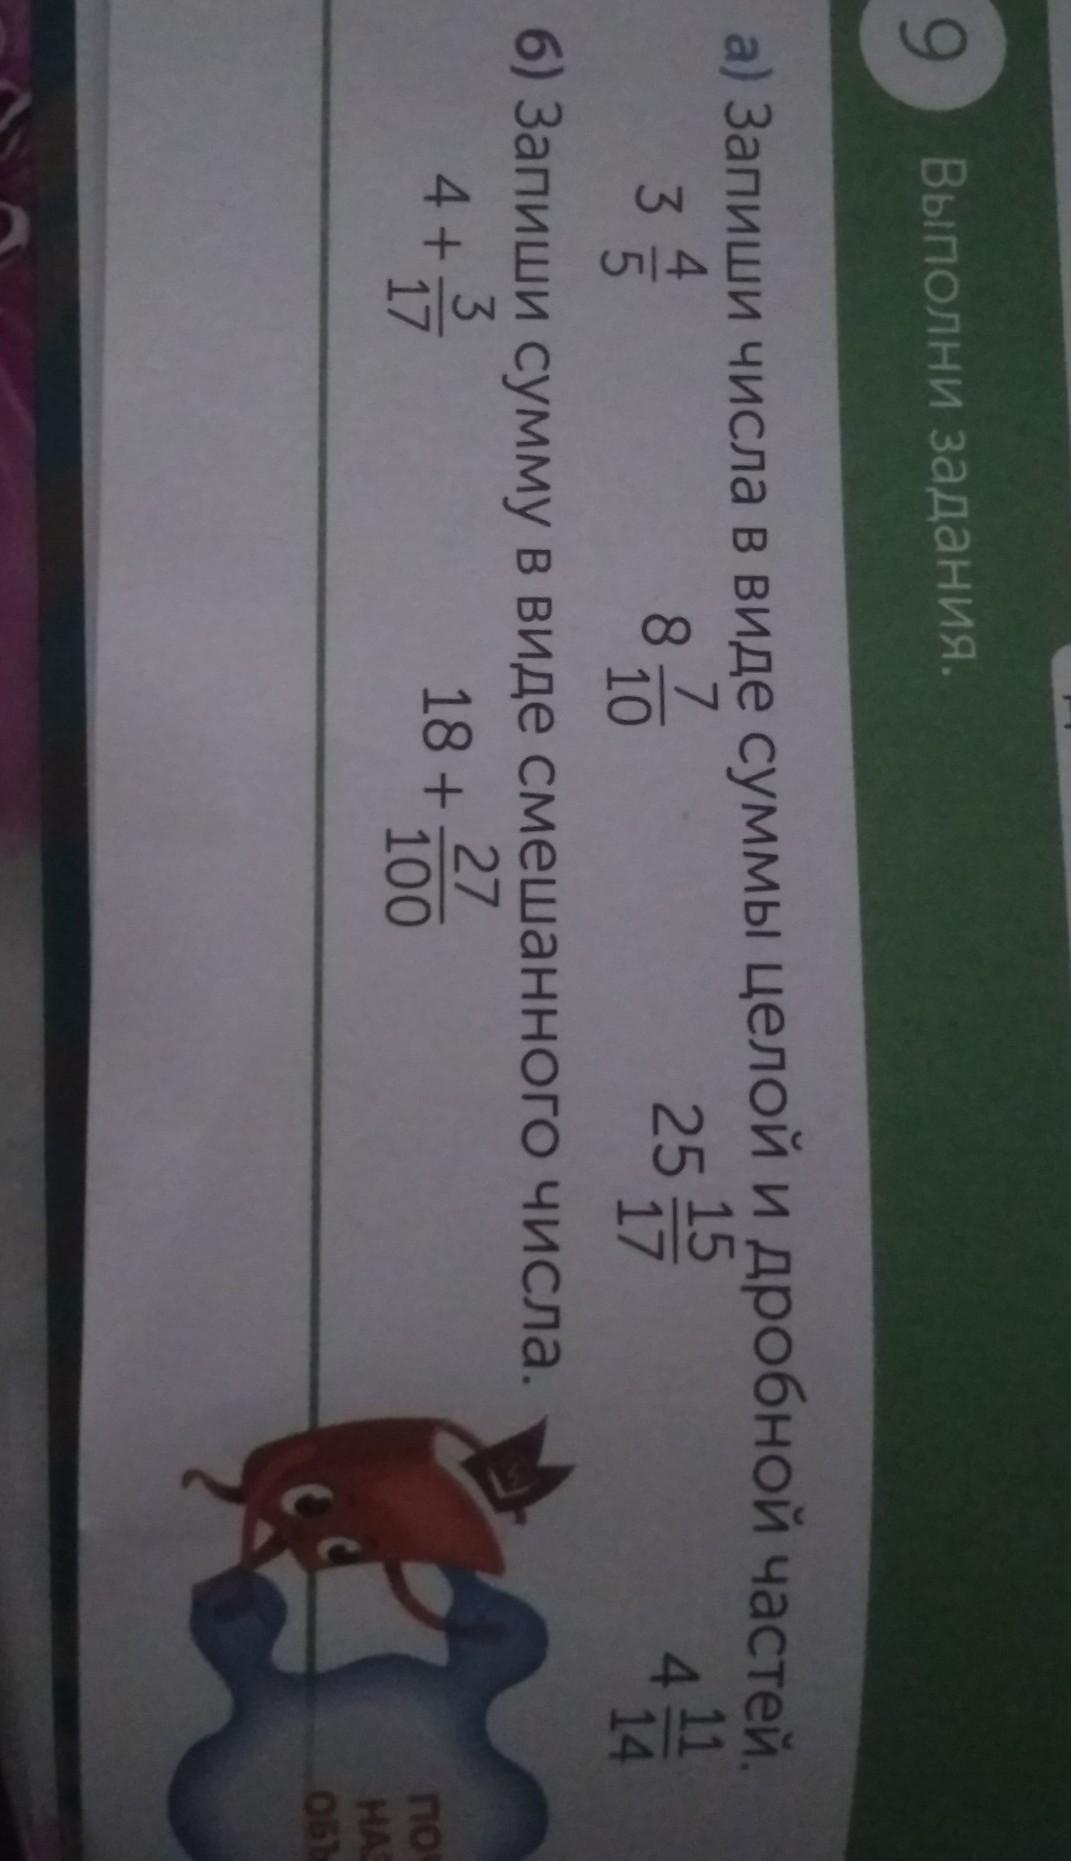 9 Выполни задания.
а) Запиши числа в виде суммы целой и дробной частей.
3 4/5 8 7/10 25 15/17 4 11/14
б) Запиши сумму в виде смешанного числа.
4 + 3/17 18 + 27/100